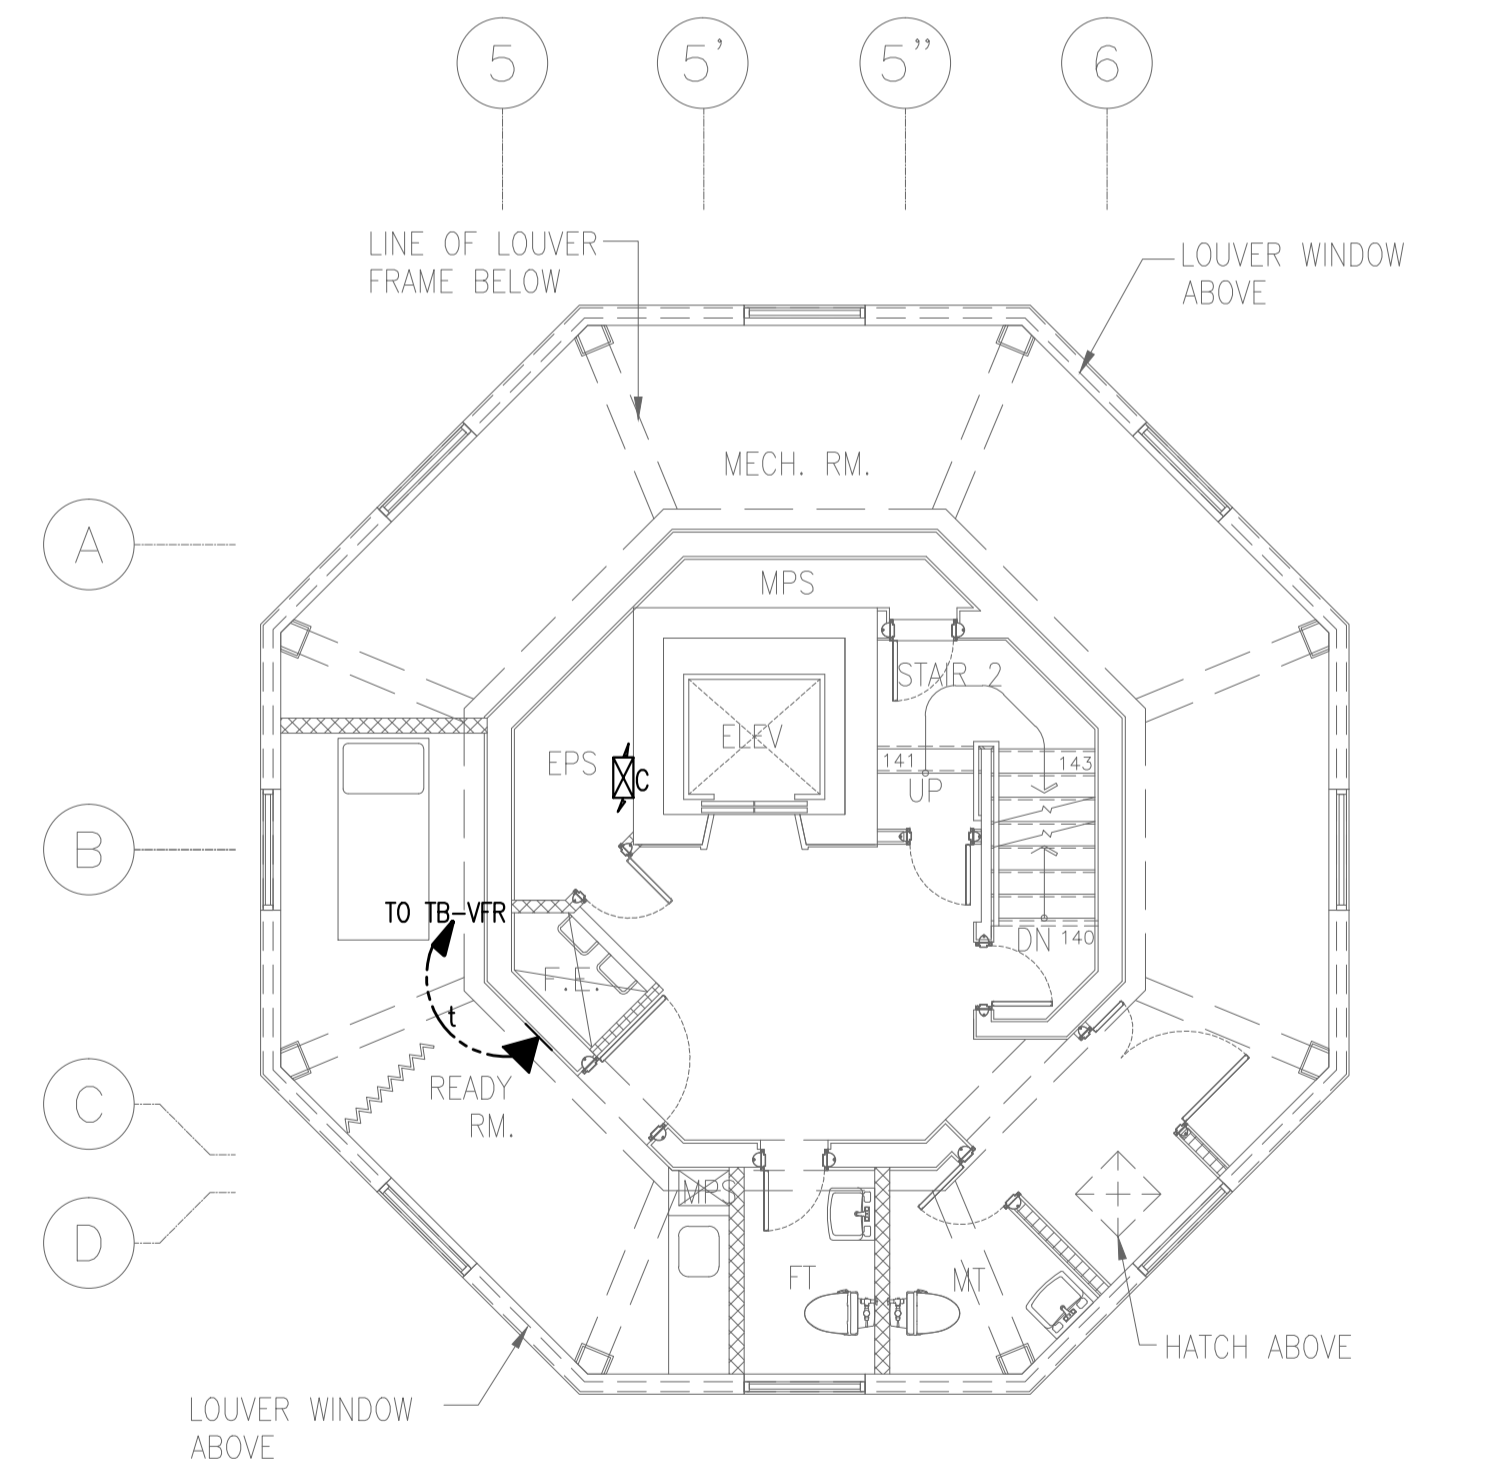 5
5'
5''
6
LINE OF LOUVER
FRAME BELOW
LOUVER WINDOW
ABOVE
MECH. RM.
A
MPS
STAIR 2
ELEV
EPS
C
141
143
UP
B
TO TB-VFR
DN
140
F.E.
t
READY
RM.
C
D
MPS
FT
MT
HATCH ABOVE
LOUVER WINDOW
ABOVE